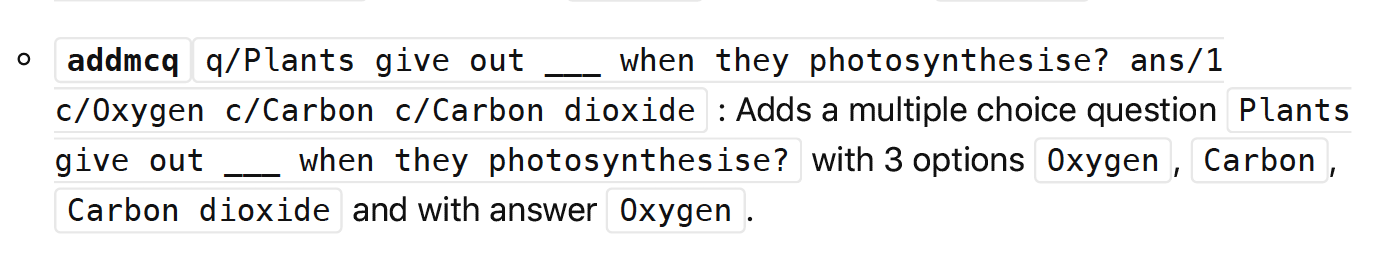 addmcq q/Plants give out ___ when they photosynthesise? ans/1
c/Oxygen c/Carbon c/Carbon dioxide : Adds a multiple choice question Plants
give out ___ when they photosynthesise? with 3 options Oxygen, Carbon,
Carbon dioxide and with answer Oxygen.